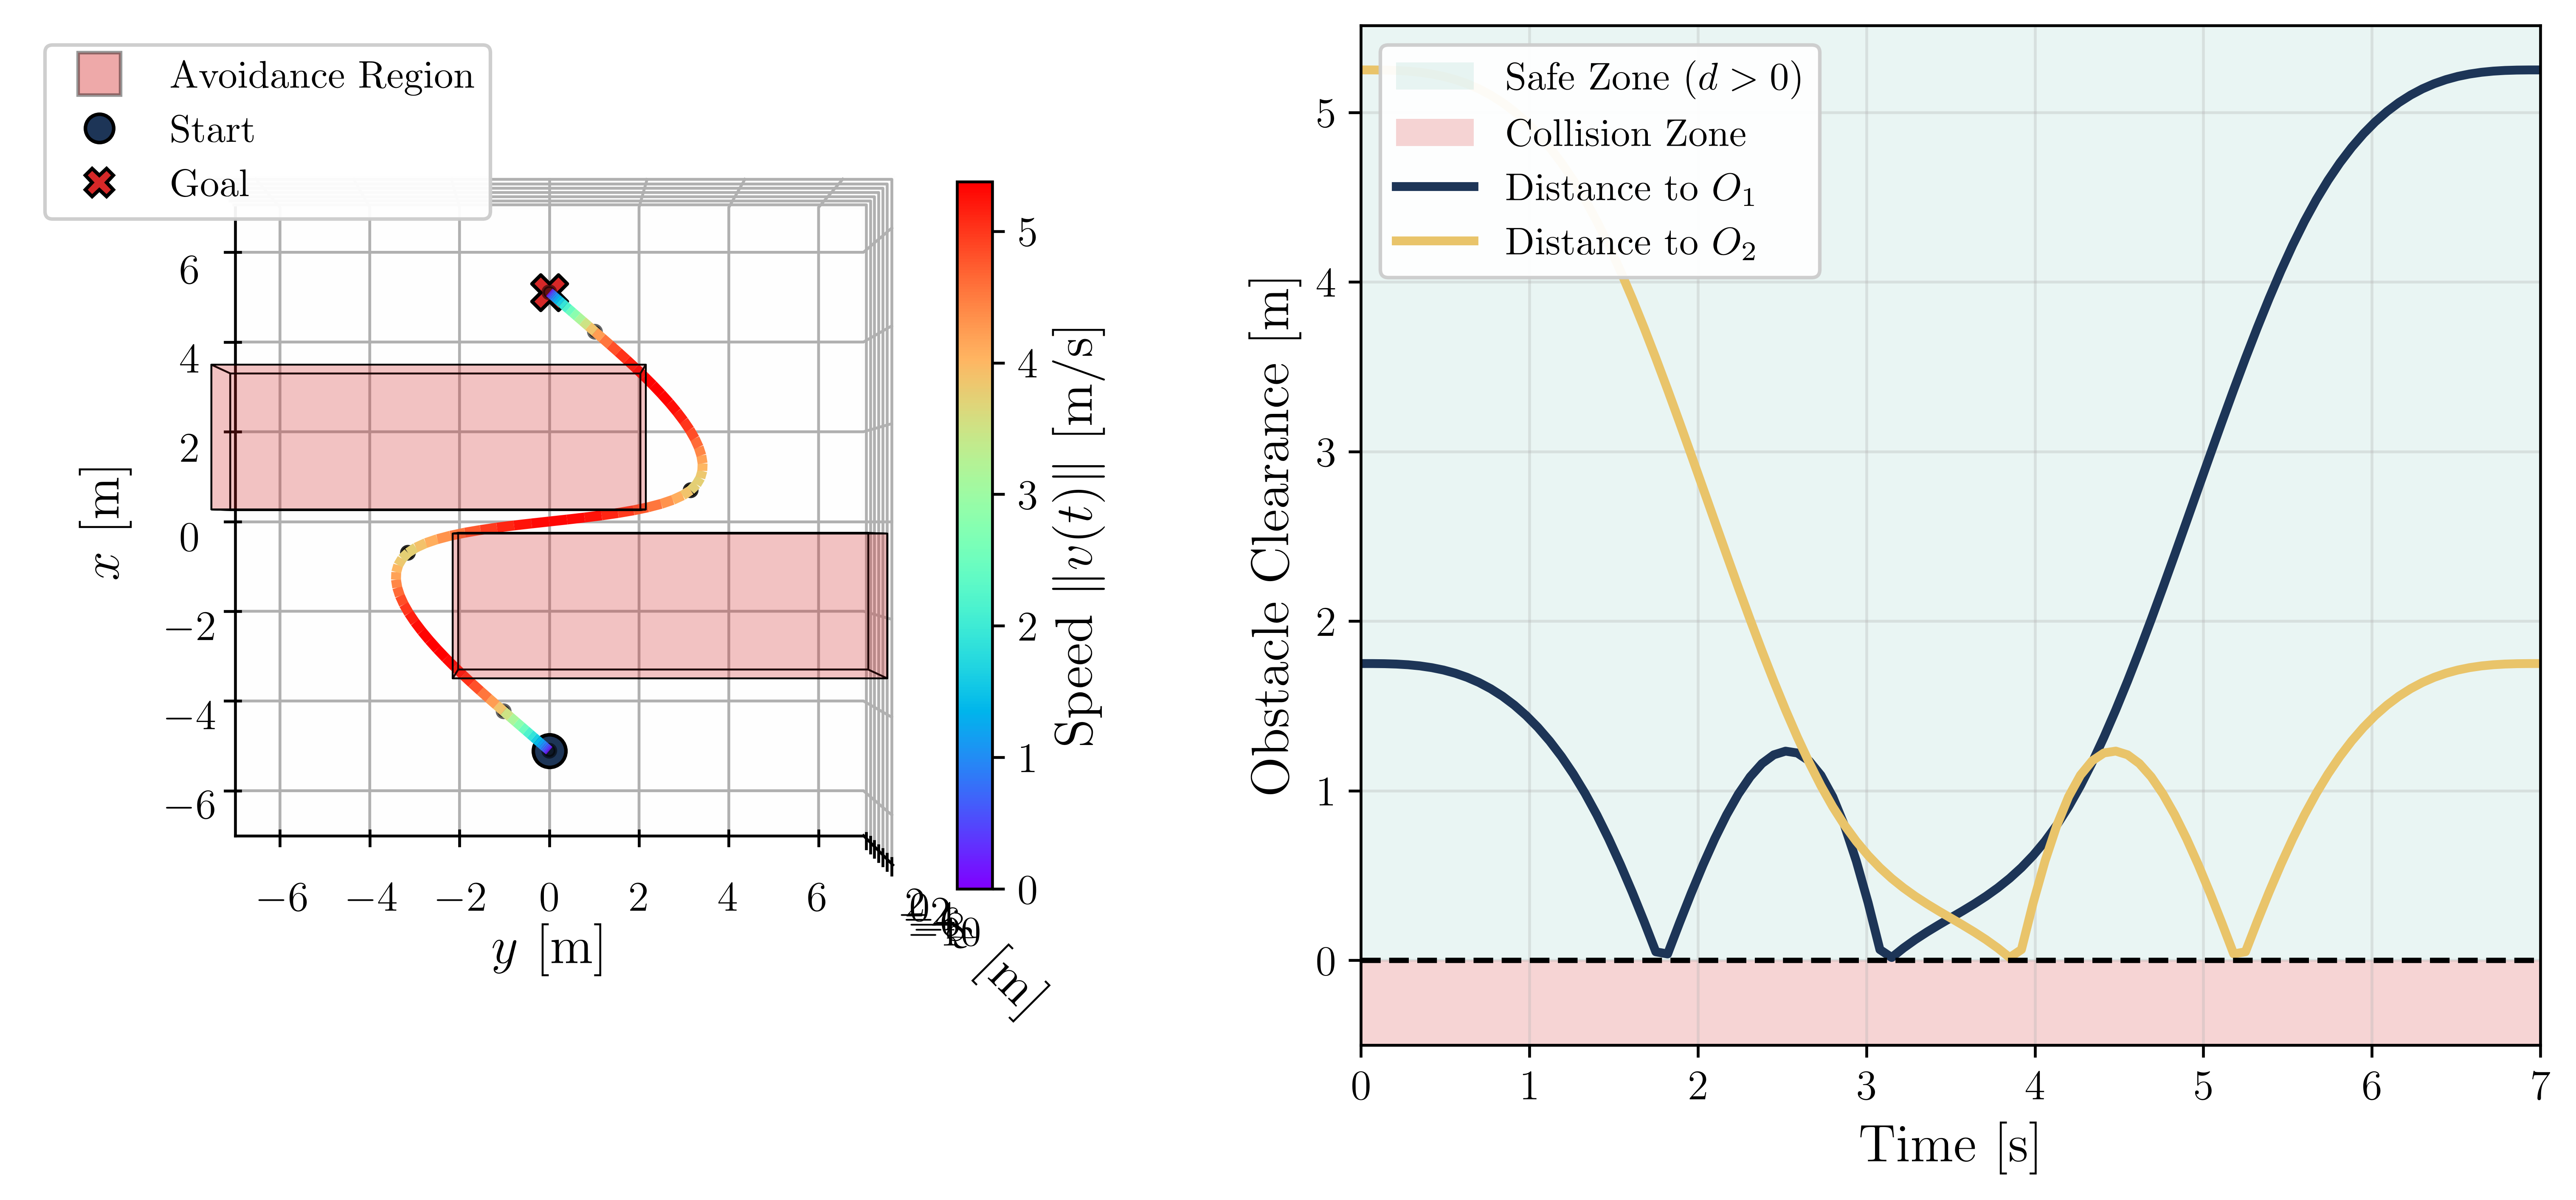 Avoidance Region
Start
Goal
6
4
2
0
−2
−4
−6
x [m]
−6 −4 −2 0 2 4 6
y [m]
[m]
5
4
3
2
1
0
Speed ||v(t)|| [m/s]
Safe Zone (d > 0)
Collision Zone
Distance to O₁
Distance to O₂
5
4
3
2
1
0
Obstacle Clearance [m]
0 1 2 3 4 5 6 7
Time [s]